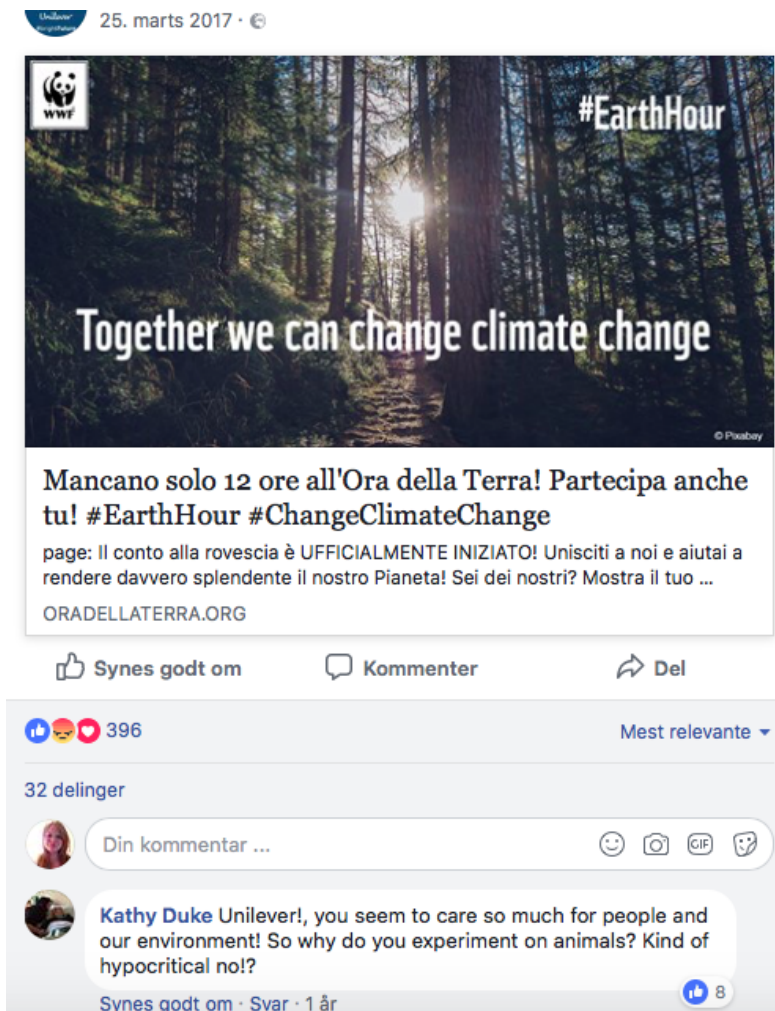 Unilever
#brightFuture
25. marts 2017 ·
WWF
#EarthHour
Together we can change climate change
© Pixabay
Mancano solo 12 ore all'Ora della Terra! Partecipa anche
tu! #EarthHour #ChangeClimateChange
page: Il conto alla rovescia è UFFICIALMENTE INIZIATO! Unisciti a noi e aiutai a
rendere davvero splendente il nostro Pianeta! Sei dei nostri? Mostra il tuo ...
ORADELLATERRA.ORG
Synes godt om
Kommenter
Del
396
Mest relevante
32 delinger
Din kommentar ...
GIF
Kathy Duke Unilever!, you seem to care so much for people and
our environment! So why do you experiment on animals? Kind of
hypocritical no!?
8
Synes godt om · Svar · 1 år